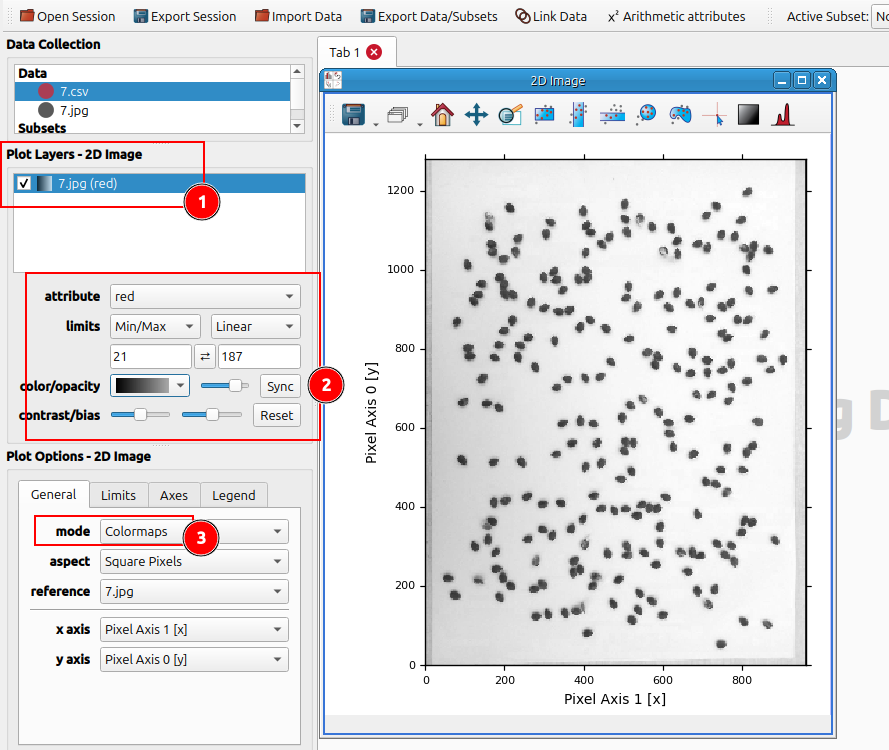 Open Session Export Session Import Data Export Data/Subsets Link Data x² Arithmetic attributes Active Subset: No
Data Collection
Data
7.csv
7.jpg
Subsets
Plot Layers - 2D Image
7.jpg (red)
1
attribute red
limits Min/Max Linear
21 ⇄ 187
color/opacity Sync
contrast/bias Reset
2
Plot Options - 2D Image
General Limits Axes Legend
mode Colormaps
3
aspect Square Pixels
reference 7.jpg
x axis Pixel Axis 1 [x]
y axis Pixel Axis 0 [y]
Tab 1
2D Image
1200
1000
800
600
400
200
0
Pixel Axis 0 [y]
0 200 400 600 800
Pixel Axis 1 [x]
g D